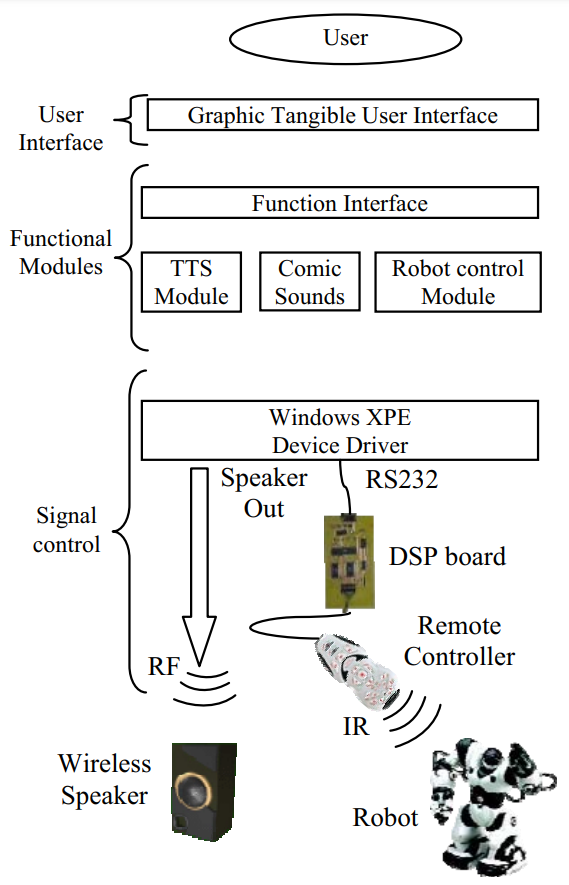 User
User
Interface
Graphic Tangible User Interface
Functional
Modules
Function Interface
TTS
Module
Comic
Sounds
Robot control
Module
Signal
control
Windows XPE
Device Driver
Speaker
Out
RS232
DSP board
Remote
Controller
RF
IR
Wireless
Speaker
Robot